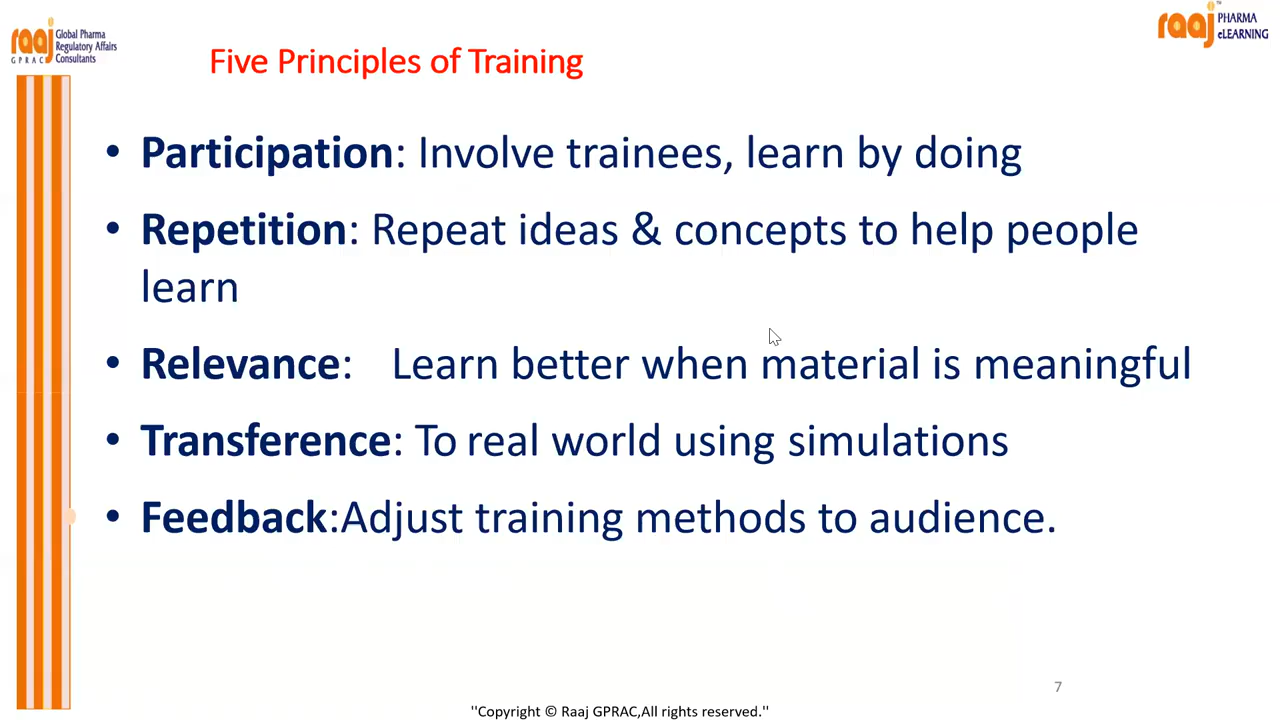 raaj
GPRAC
Global Pharma
Regulatory Affairs
Consultants
raaj
PHARMA
eLEARNING
TM
Five Principles of Training
• Participation: Involve trainees, learn by doing
• Repetition: Repeat ideas & concepts to help people
learn
• Relevance: Learn better when material is meaningful
• Transference: To real world using simulations
• Feedback:Adjust training methods to audience.
7
''Copyright © Raaj GPRAC,All rights reserved.''